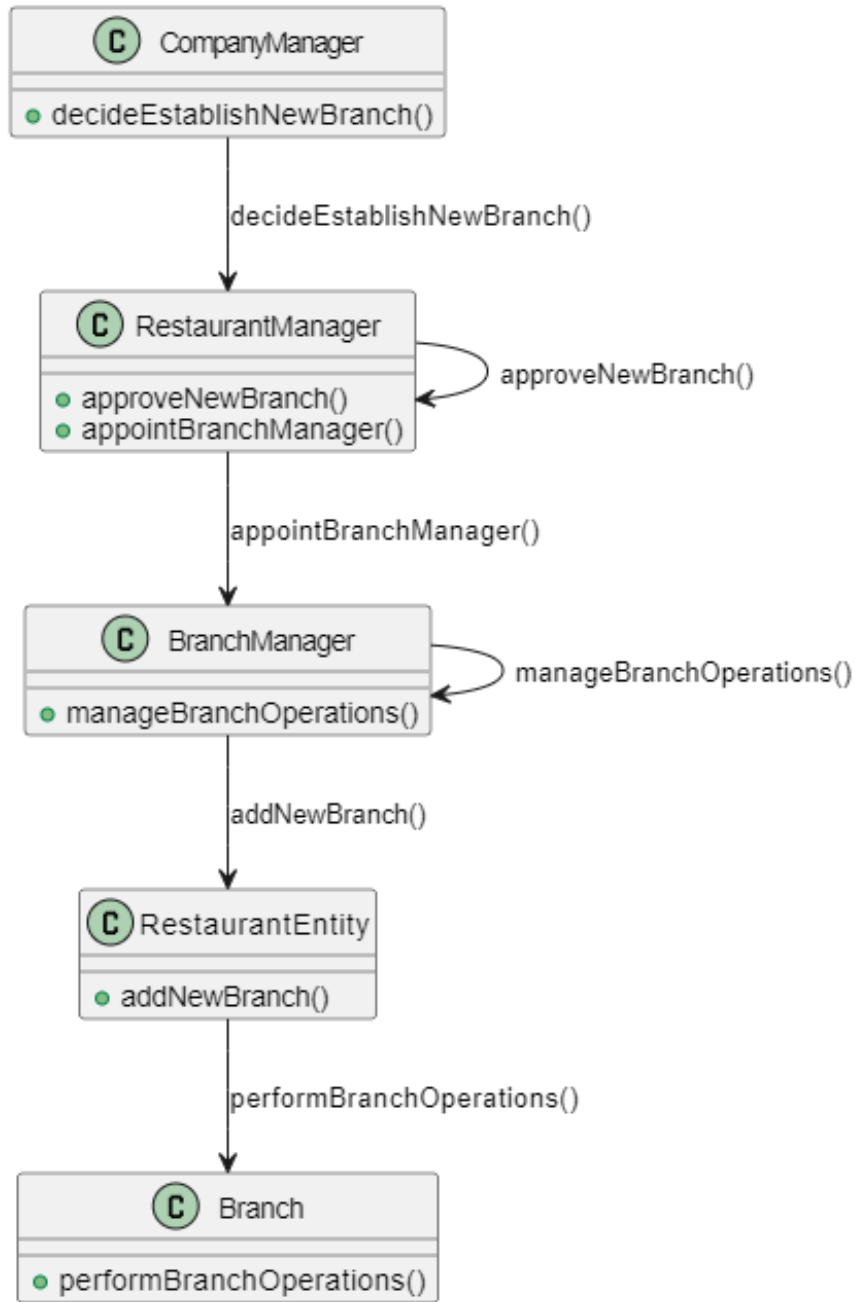 C CompanyManager
decideEstablishNewBranch()
decideEstablishNewBranch()
C RestaurantManager
approveNewBranch()
appointBranchManager()
approveNewBranch()
appointBranchManager()
C BranchManager
manageBranchOperations()
manageBranchOperations()
addNewBranch()
C RestaurantEntity
addNewBranch()
performBranchOperations()
C Branch
performBranchOperations()